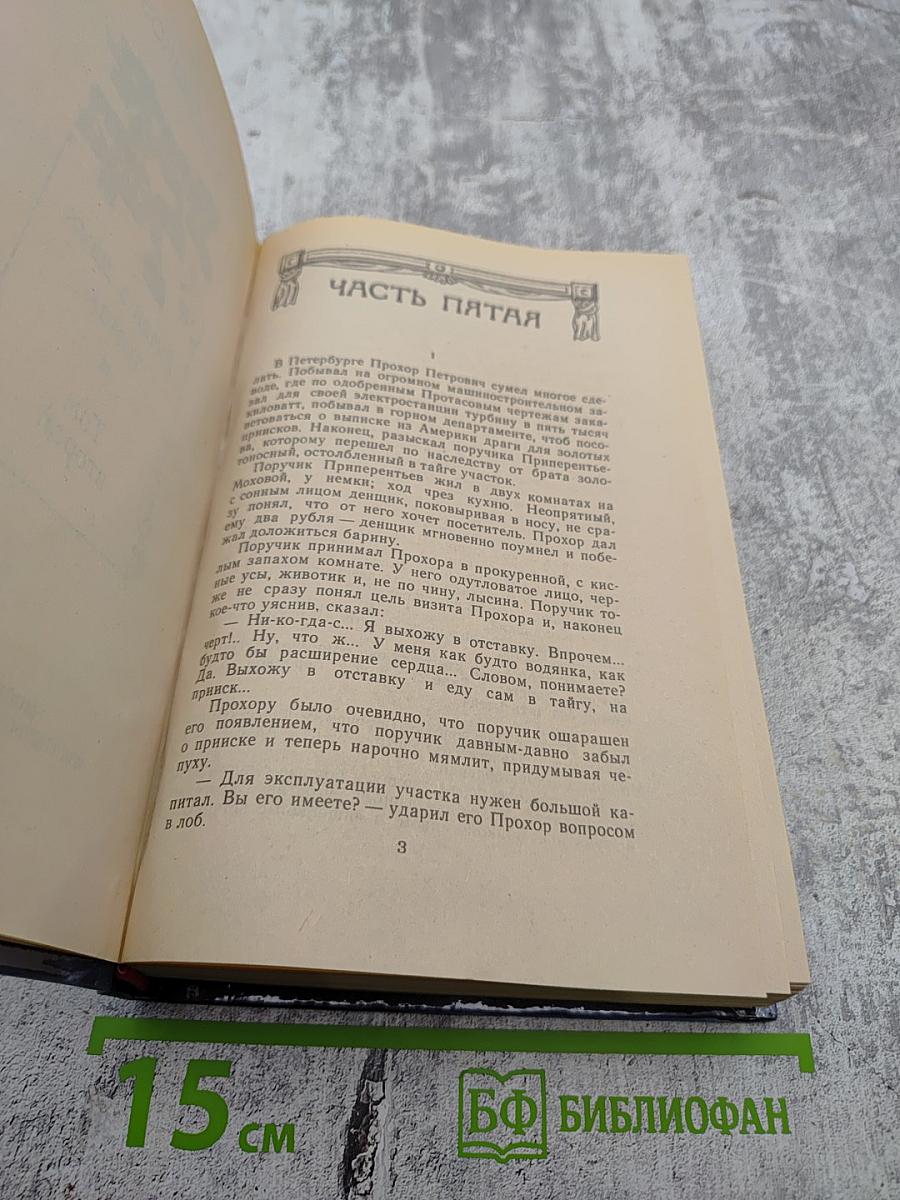 ЧАСТЬ ПЯТАЯ
1
В Петербурге Прохор Петрович сумел многое сде-
лать. Побывал на огромном машиностроительном за-
воде, где по одобренным Протасовым чертежам зака-
зал для своей электростанции турбину в пять тысяч
киловатт, побывал в горном департаменте, чтоб посо-
ветоваться о выписке из Америки драги для золотых
приисков. Наконец, разыскал поручика Приперентье-
ва, которому перешел по наследству от брата золо-
тоносный, остолбленный в тайге участок.
Поручик Приперентьев жил в двух комнатах на
Моховой, у немки; ход чрез кухню. Неопрятный,
с сонным лицом денщик, поковыривая в носу, не сра-
зу понял, что от него хочет посетитель. Прохор дал
ему два рубля — денщик мгновенно поумнел и побе-
жал доложиться барину.
Поручик принимал Прохора в прокуренной, с кис-
лым запахом комнате. У него одутловатое лицо, чер-
ные усы, животик и, не по чину, лысина. Поручик то-
же не сразу понял цель визита Прохора и, наконец
кое-что уяснив, сказал:
— Ни-ко-гда-с... Я выхожу в отставку. Впрочем...
черт!.. Ну, что ж... У меня как будто водянка, как
будто бы расширение сердца... Словом, понимаете?
Да. Выхожу в отставку и еду сам в тайгу, на
прииск...
Прохору было очевидно, что поручик ошарашен
его появлением, что поручик давным-давно забыл
о прииске и теперь нарочно мямлит, придумывая че-
пуху.
— Для эксплуатации участка нужен большой ка-
питал. Вы его имеете? — ударил его Прохор вопросом
в лоб.
3
15 см
БФ БИБЛИОФАН